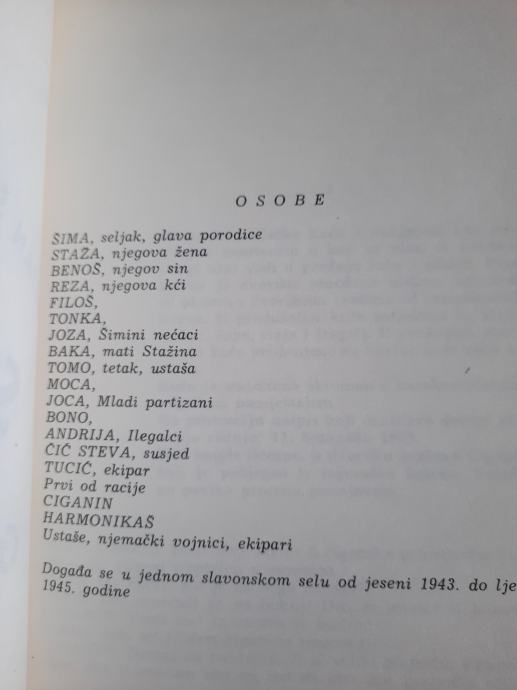 O S O B E
ŠIMA, seljak, glava porodice
STAŽA, njegova žena
BENOŠ, njegov sin
REZA, njegova kći
FILOŠ,
TONKA,
JOZA, Šimini nećaci
BAKA, mati Stažina
TOMO, tetak, ustaša
MOCA,
JOCA, Mladi partizani
BONO,
ANDRIJA, Ilegalci
ČIČ STEVA, susjed
TUCIĆ, ekipar
Prvi od racije
CIGANIN
HARMONIKAŠ
Ustaše, njemački vojnici, ekipari
Događa se u jednom slavonskom selu od jeseni 1943. do lje
1945. godine